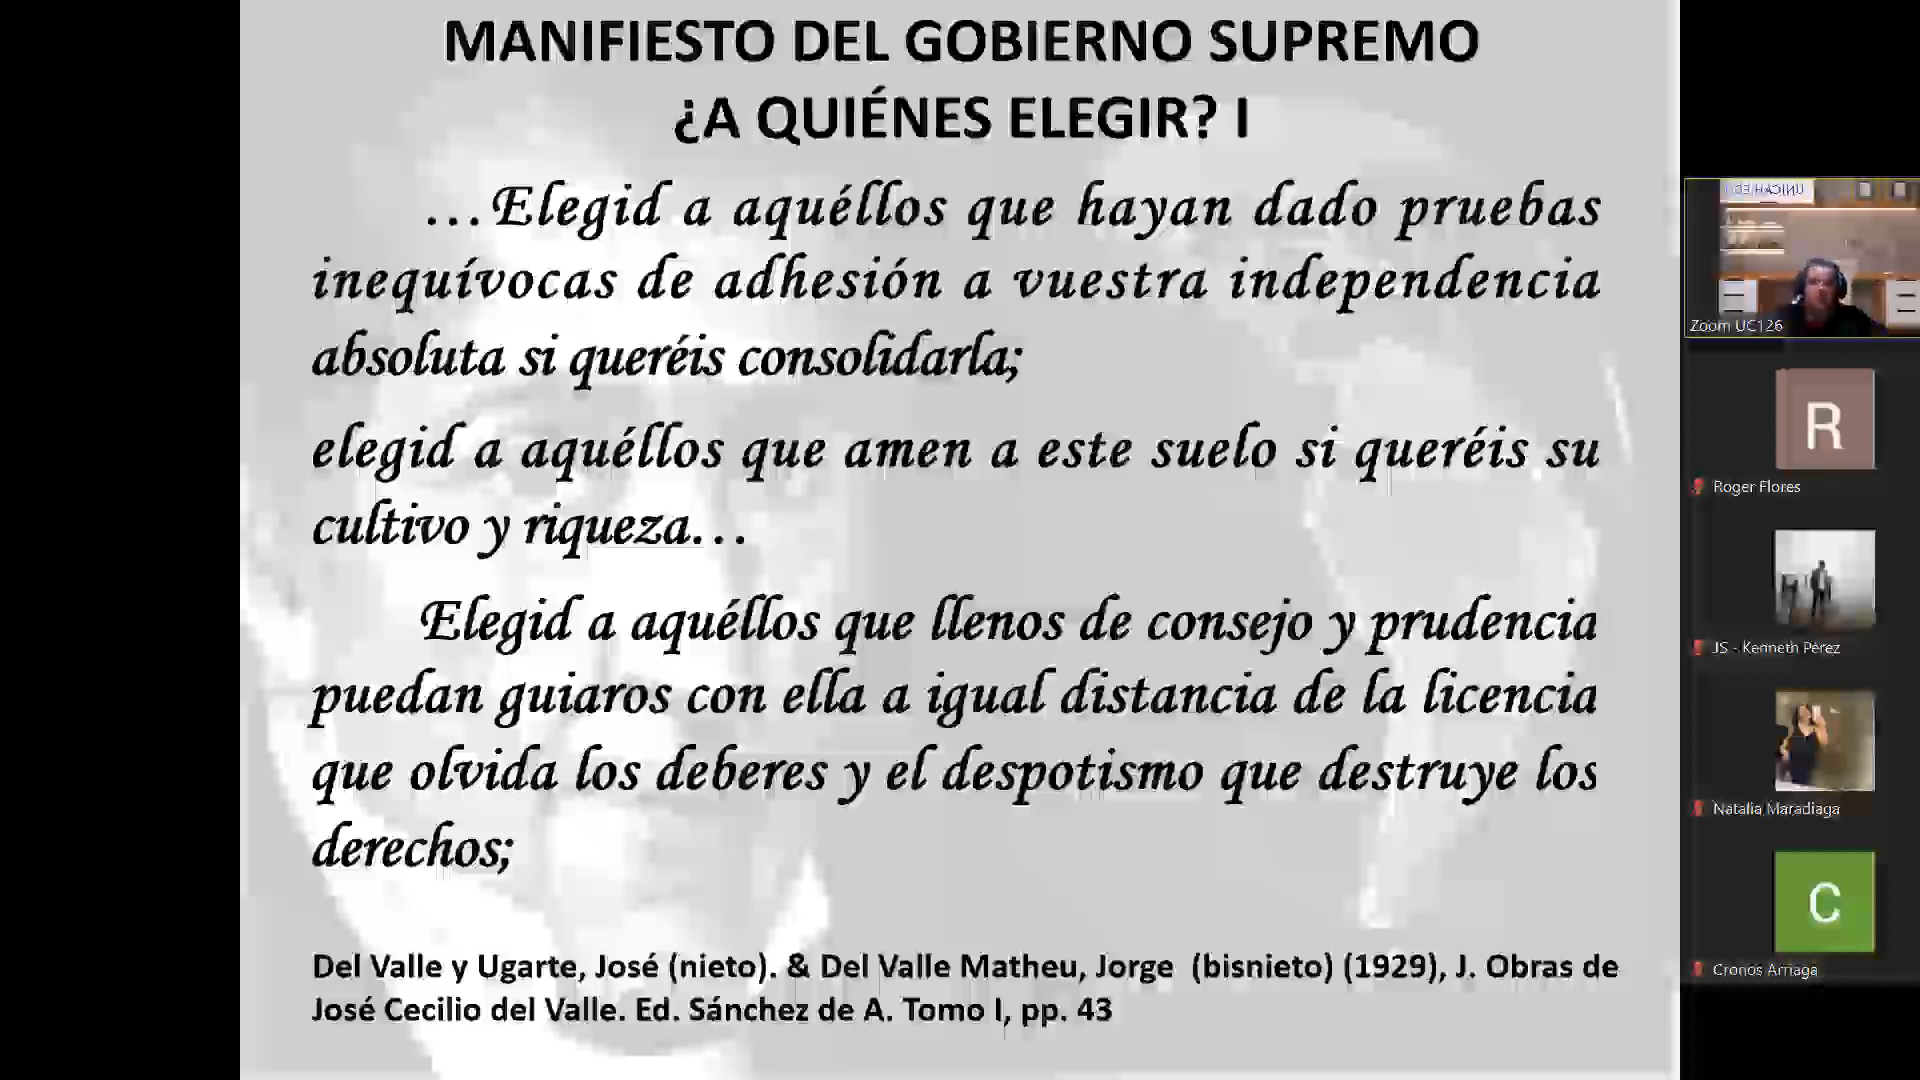 MANIFIESTO DEL GOBIERNO SUPREMO
¿A QUIÉNES ELEGIR? I
...Elegid a aquéllos que hayan dado pruebas
inequívocas de adhesión a vuestra independencia
absoluta si queréis consolidarla;
elegid a aquéllos que amen a este suelo si queréis su
cultivo y riqueza...
Elegid a aquéllos que llenos de consejo y prudencia
puedan guiaros con ella a igual distancia de la licencia
que olvida los deberes y el despotismo que destruye los
derechos;
Del Valle y Ugarte, José (nieto). & Del Valle Matheu, Jorge (bisnieto) (1929), J. Obras de
José Cecilio del Valle. Ed. Sánchez de A. Tomo I, pp. 43
Zoom UC126
R
Roger Flores
JS - Kenneth Pérez
Natalia Maradiaga
C
Cronos Arriaga